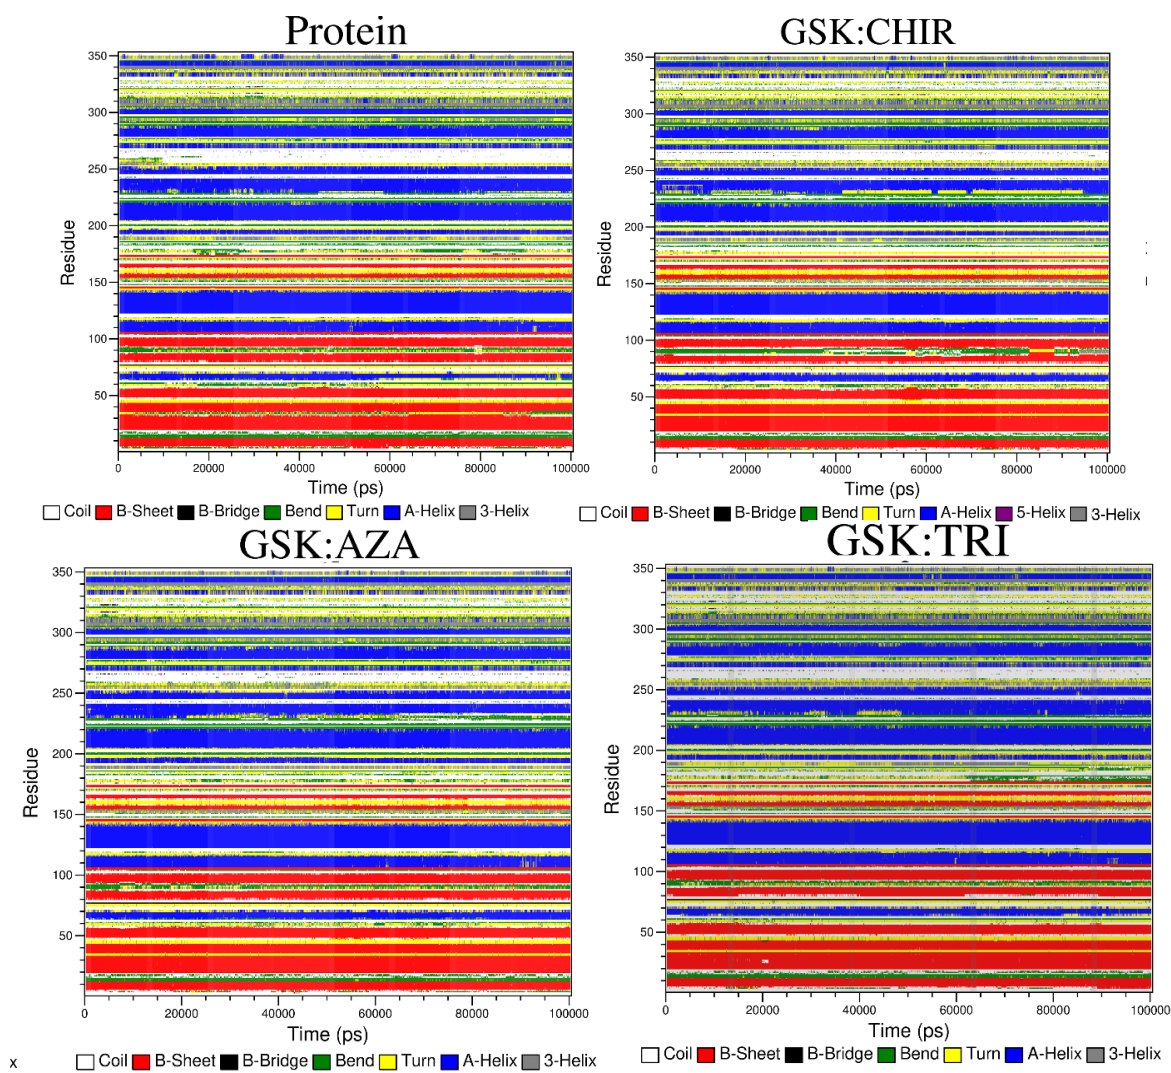 Protein
350
300
250
200
150
100
50
Residue
0 20000 40000 60000 80000 100000
Time (ps)
Coil B-Sheet B-Bridge Bend Turn A-Helix 3-Helix
GSK:CHIR
350
300
250
200
150
100
50
Residue
0 20000 40000 60000 80000 100000
Time (ps)
Coil B-Sheet B-Bridge Bend Turn A-Helix 5-Helix 3-Helix
GSK:AZA
350
300
250
200
150
100
50
Residue
0 20000 40000 60000 80000 100000
Time (ps)
x Coil B-Sheet B-Bridge Bend Turn A-Helix 3-Helix
GSK:TRI
350
300
250
200
150
100
50
Residue
0 20000 40000 60000 80000 100000
Time (ps)
Coil B-Sheet B-Bridge Bend Turn A-Helix 3-Helix